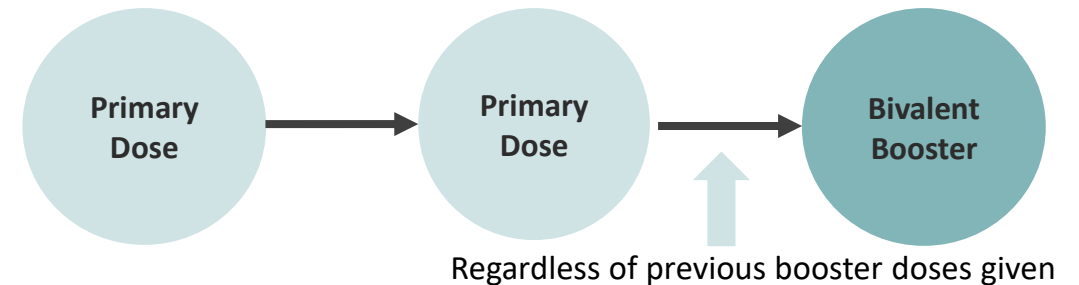 Primary
Dose
Primary
Dose
Bivalent
Booster
Regardless of previous booster doses given